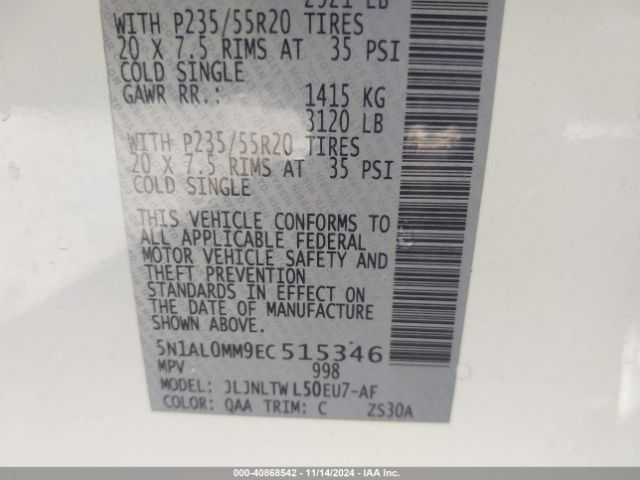 2921 LB
WITH P235/55R20 TIRES
20 X 7.5 RIMS AT 35 PSI
COLD SINGLE
GAWR RR.: 1415 KG
3120 LB
WITH P235/55R20 TIRES
20 X 7.5 RIMS AT 35 PSI
COLD SINGLE
THIS VEHICLE CONFORMS TO
ALL APPLICABLE FEDERAL
MOTOR VEHICLE SAFETY AND
THEFT PREVENTION
STANDARDS IN EFFECT ON
THE DATE OF MANUFACTURE
SHOWN ABOVE.
5N1AL0MM9EC515346
MPV 998
MODEL: JLJNLTWL50EU7-AF
COLOR: QAA TRIM: C ZS30A
000-40868542 - 11/14/2024 - IAA, Inc.